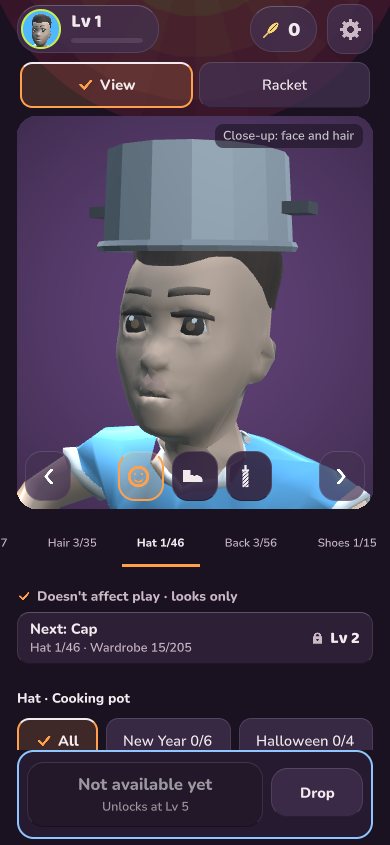 Lv 1
0
View
Racket
Close-up: face and hair
7
Hair 3/35
Hat 1/46
Back 3/56
Shoes 1/15
Doesn't affect play · looks only
Next: Cap
Hat 1/46 · Wardrobe 15/205
Lv 2
Hat · Cooking pot
All
New Year 0/6
Halloween 0/4
Not available yet
Unlocks at Lv 5
Drop